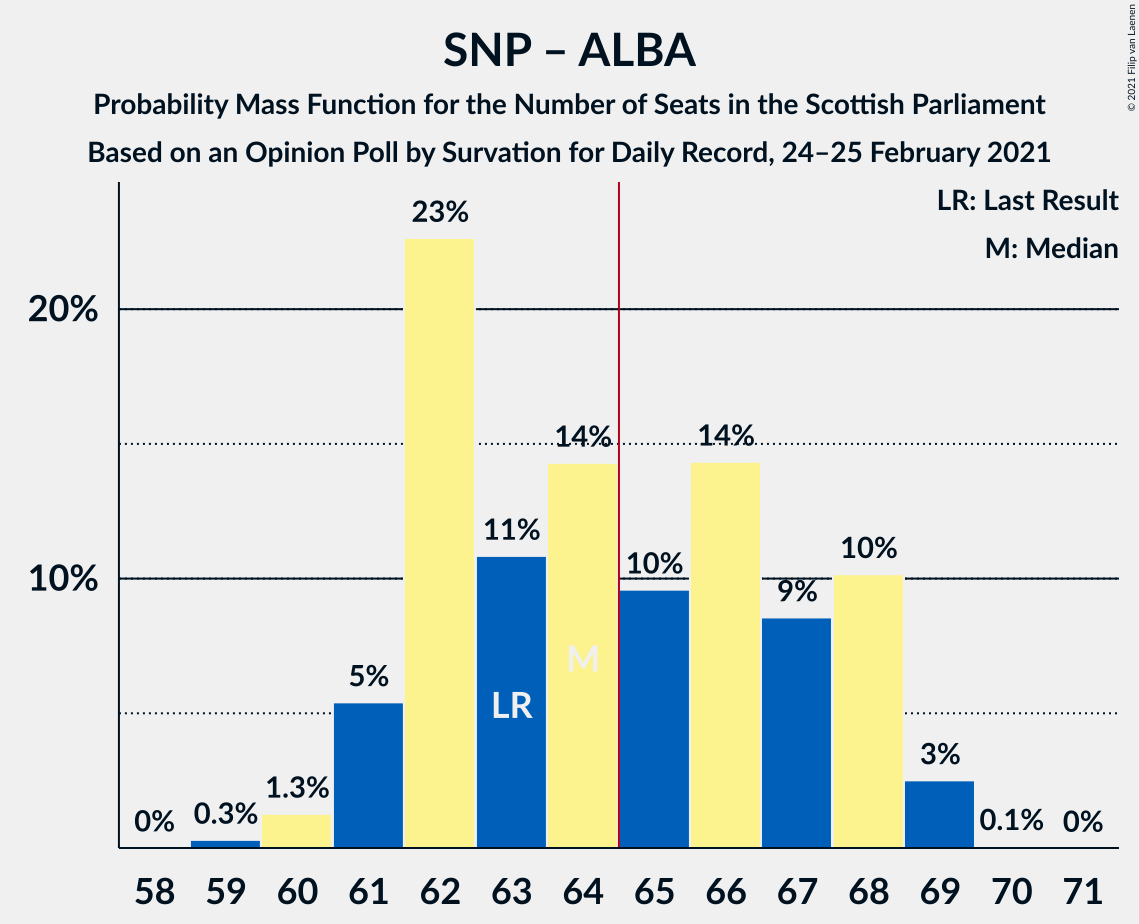 SNP – ALBA
Probability Mass Function for the Number of Seats in the Scottish Parliament
Based on an Opinion Poll by Survation for Daily Record, 24–25 February 2021
© 2021 Filip van Laenen
LR: Last Result
M: Median
20%
10%
0%
0.3%
1.3%
5%
23%
11%
14%
10%
14%
9%
10%
3%
0.1%
0%
LR
M
58 59 60 61 62 63 64 65 66 67 68 69 70 71